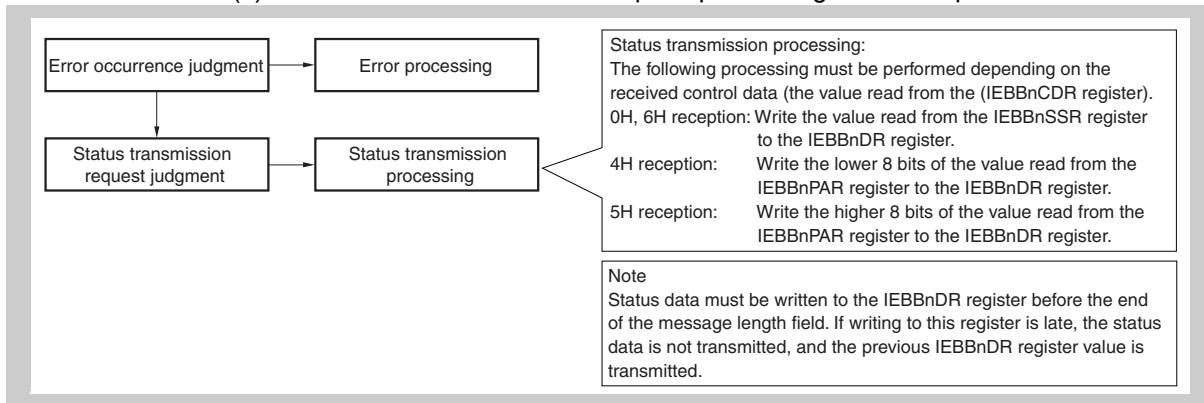 Error occurrence judgment
Error processing
Status transmission
request judgment
Status transmission
processing
Status transmission processing:
The following processing must be performed depending on the
received control data (the value read from the (IEBBnCDR register).
0H, 6H reception: Write the value read from the IEBBnSSR register
to the IEBBnDR register.
4H reception: Write the lower 8 bits of the value read from the
IEBBnPAR register to the IEBBnDR register.
5H reception: Write the higher 8 bits of the value read from the
IEBBnPAR register to the IEBBnDR register.
Note
Status data must be written to the IEBBnDR register before the end
of the message length field. If writing to this register is late, the status
data is not transmitted, and the previous IEBBnDR register value is
transmitted.